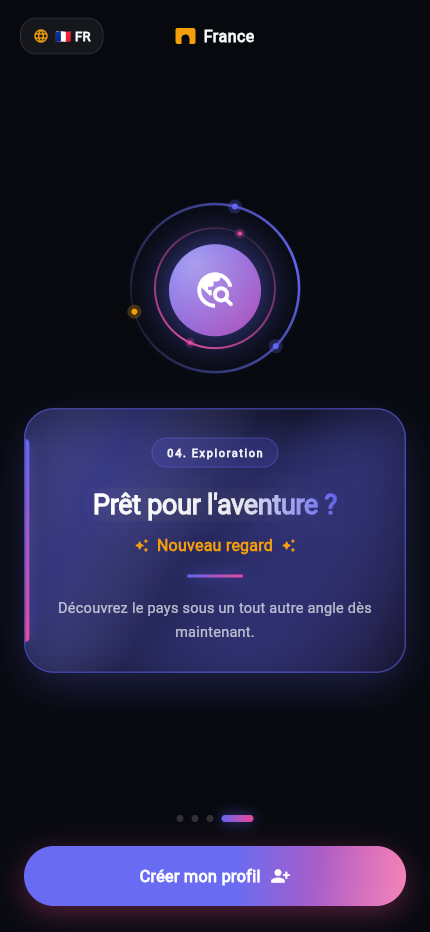 FR
France
04. Exploration
Prêt pour l'aventure ?
Nouveau regard
Découvrez le pays sous un tout autre angle dès
maintenant.
Créer mon profil